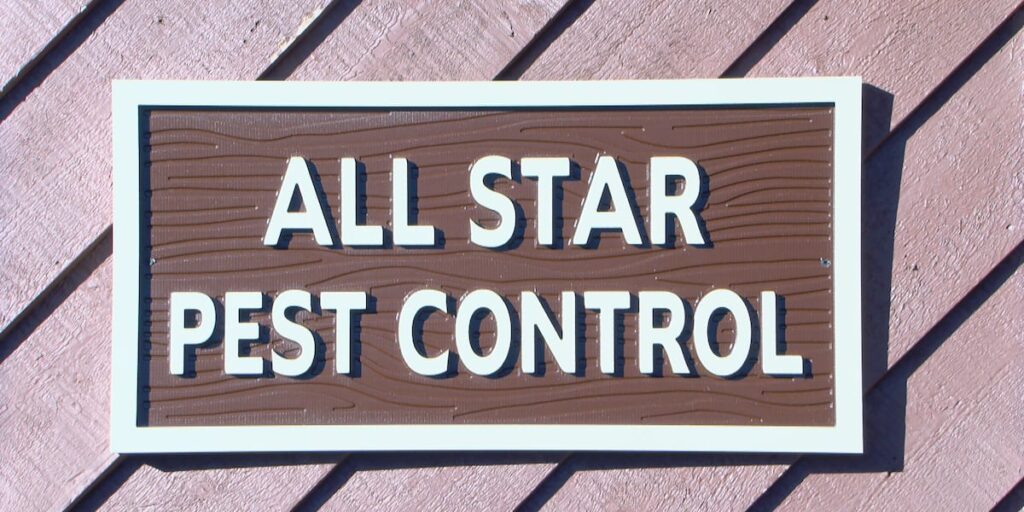 ALL STAR
PEST CONTROL